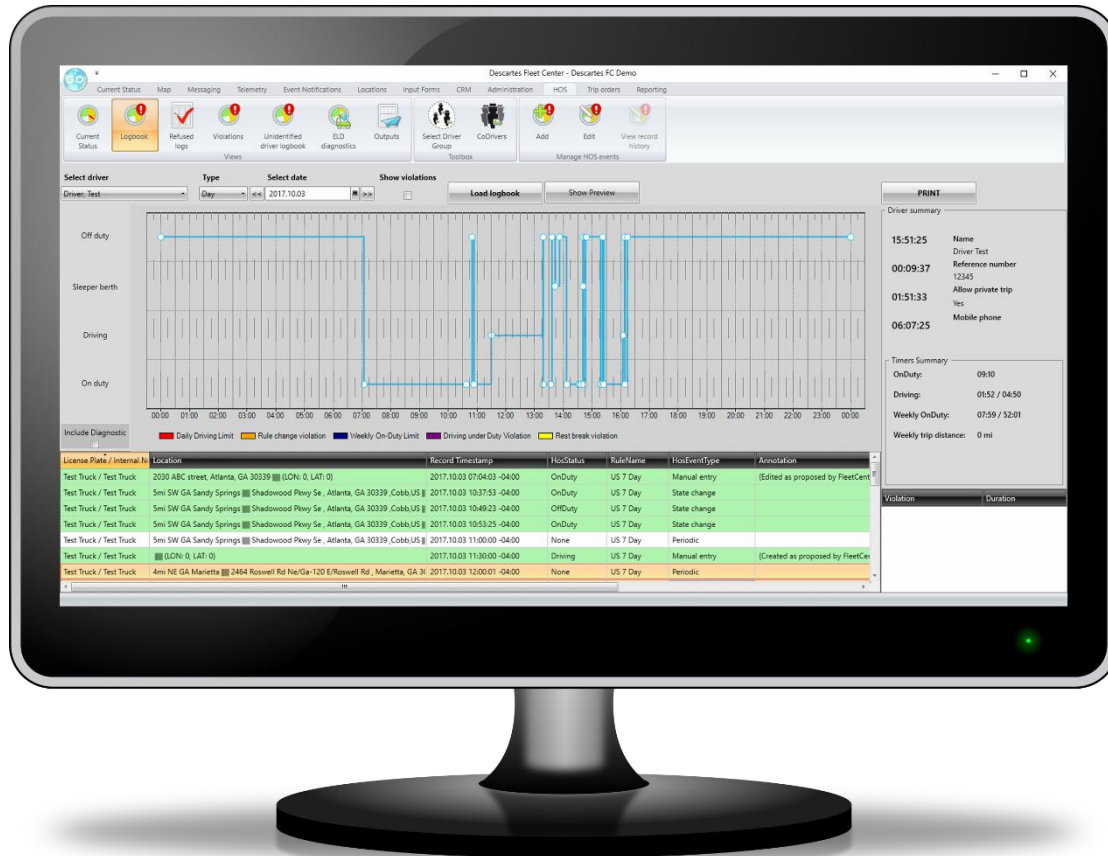 Descartes Fleet Center - Descartes FC Demo
Current Status Map Messaging Telemetry Event Notifications Locations Input Forms CRM Administration HOS Trip orders Reporting
Current Status Logbook Refused logs Violations Unidentified driver logbook ELD diagnostics Outputs Select Driver Group CoDrivers Add Edit View record history
Views Toolbox Manage HOS events
Select driver Type Select date Show violations
Driver, Test Day << 2017.10.03 >> Load logbook Show Preview PRINT
Off duty
Sleeper berth
Driving
On duty
00:00 01:00 02:00 03:00 04:00 05:00 06:00 07:00 08:00 09:00 10:00 11:00 12:00 13:00 14:00 15:00 16:00 17:00 18:00 19:00 20:00 21:00 22:00 23:00 00:00
Include Diagnostic Daily Driving Limit Rule change violation Weekly On-Duty Limit Driving under Duty Violation Rest break violation
Driver summary
15:51:25 Name
Driver Test
00:09:37 Reference number
12345
01:51:33 Allow private trip
Yes
06:07:25 Mobile phone
Timers Summary
OnDuty: 09:10
Driving: 01:52 / 04:50
Weekly OnDuty: 07:59 / 52:01
Weekly trip distance: 0 mi
License Plate / Internal N Location Record Timestamp HosStatus RuleName HosEventType Annotation
Test Truck / Test Truck 2030 ABC street, Atlanta, GA 30339 (LON: 0, LAT: 0) 2017.10.03 07:04:03 -04:00 OnDuty US 7 Day Manual entry (Edited as proposed by FleetCent
Test Truck / Test Truck 5mi SW GA Sandy Springs Shadowood Pkwy Se , Atlanta, GA 30339 ,Cobb,US 2017.10.03 10:37:53 -04:00 OnDuty US 7 Day State change
Test Truck / Test Truck 5mi SW GA Sandy Springs Shadowood Pkwy Se , Atlanta, GA 30339 ,Cobb,US 2017.10.03 10:49:23 -04:00 OffDuty US 7 Day State change
Test Truck / Test Truck 5mi SW GA Sandy Springs Shadowood Pkwy Se , Atlanta, GA 30339 ,Cobb,US 2017.10.03 10:53:25 -04:00 OnDuty US 7 Day State change
Test Truck / Test Truck 5mi SW GA Sandy Springs Shadowood Pkwy Se , Atlanta, GA 30339 ,Cobb,US 2017.10.03 11:00:00 -04:00 None US 7 Day Periodic
Test Truck / Test Truck (LON: 0, LAT: 0) 2017.10.03 11:30:00 -04:00 Driving US 7 Day Manual entry (Created as proposed by FleetCe
Test Truck / Test Truck 4mi NE GA Marietta 2464 Roswell Rd Ne/Ga-120 E/Roswell Rd , Marietta, GA 30 2017.10.03 12:00:01 -04:00 None US 7 Day Periodic
Violation Duration